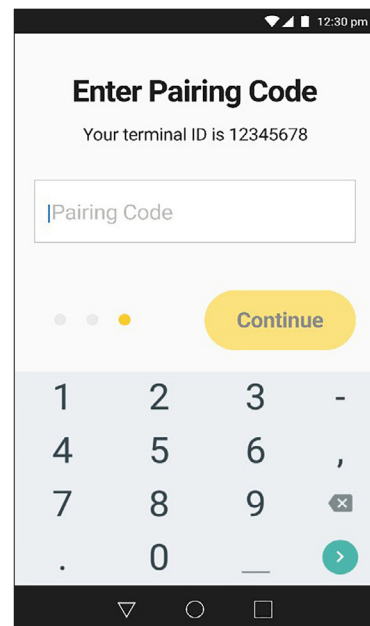 12:30 pm
Enter Pairing Code
Your terminal ID is 12345678
Pairing Code
Continue
1 2 3 -
4 5 6 ,
7 8 9
. 0 _